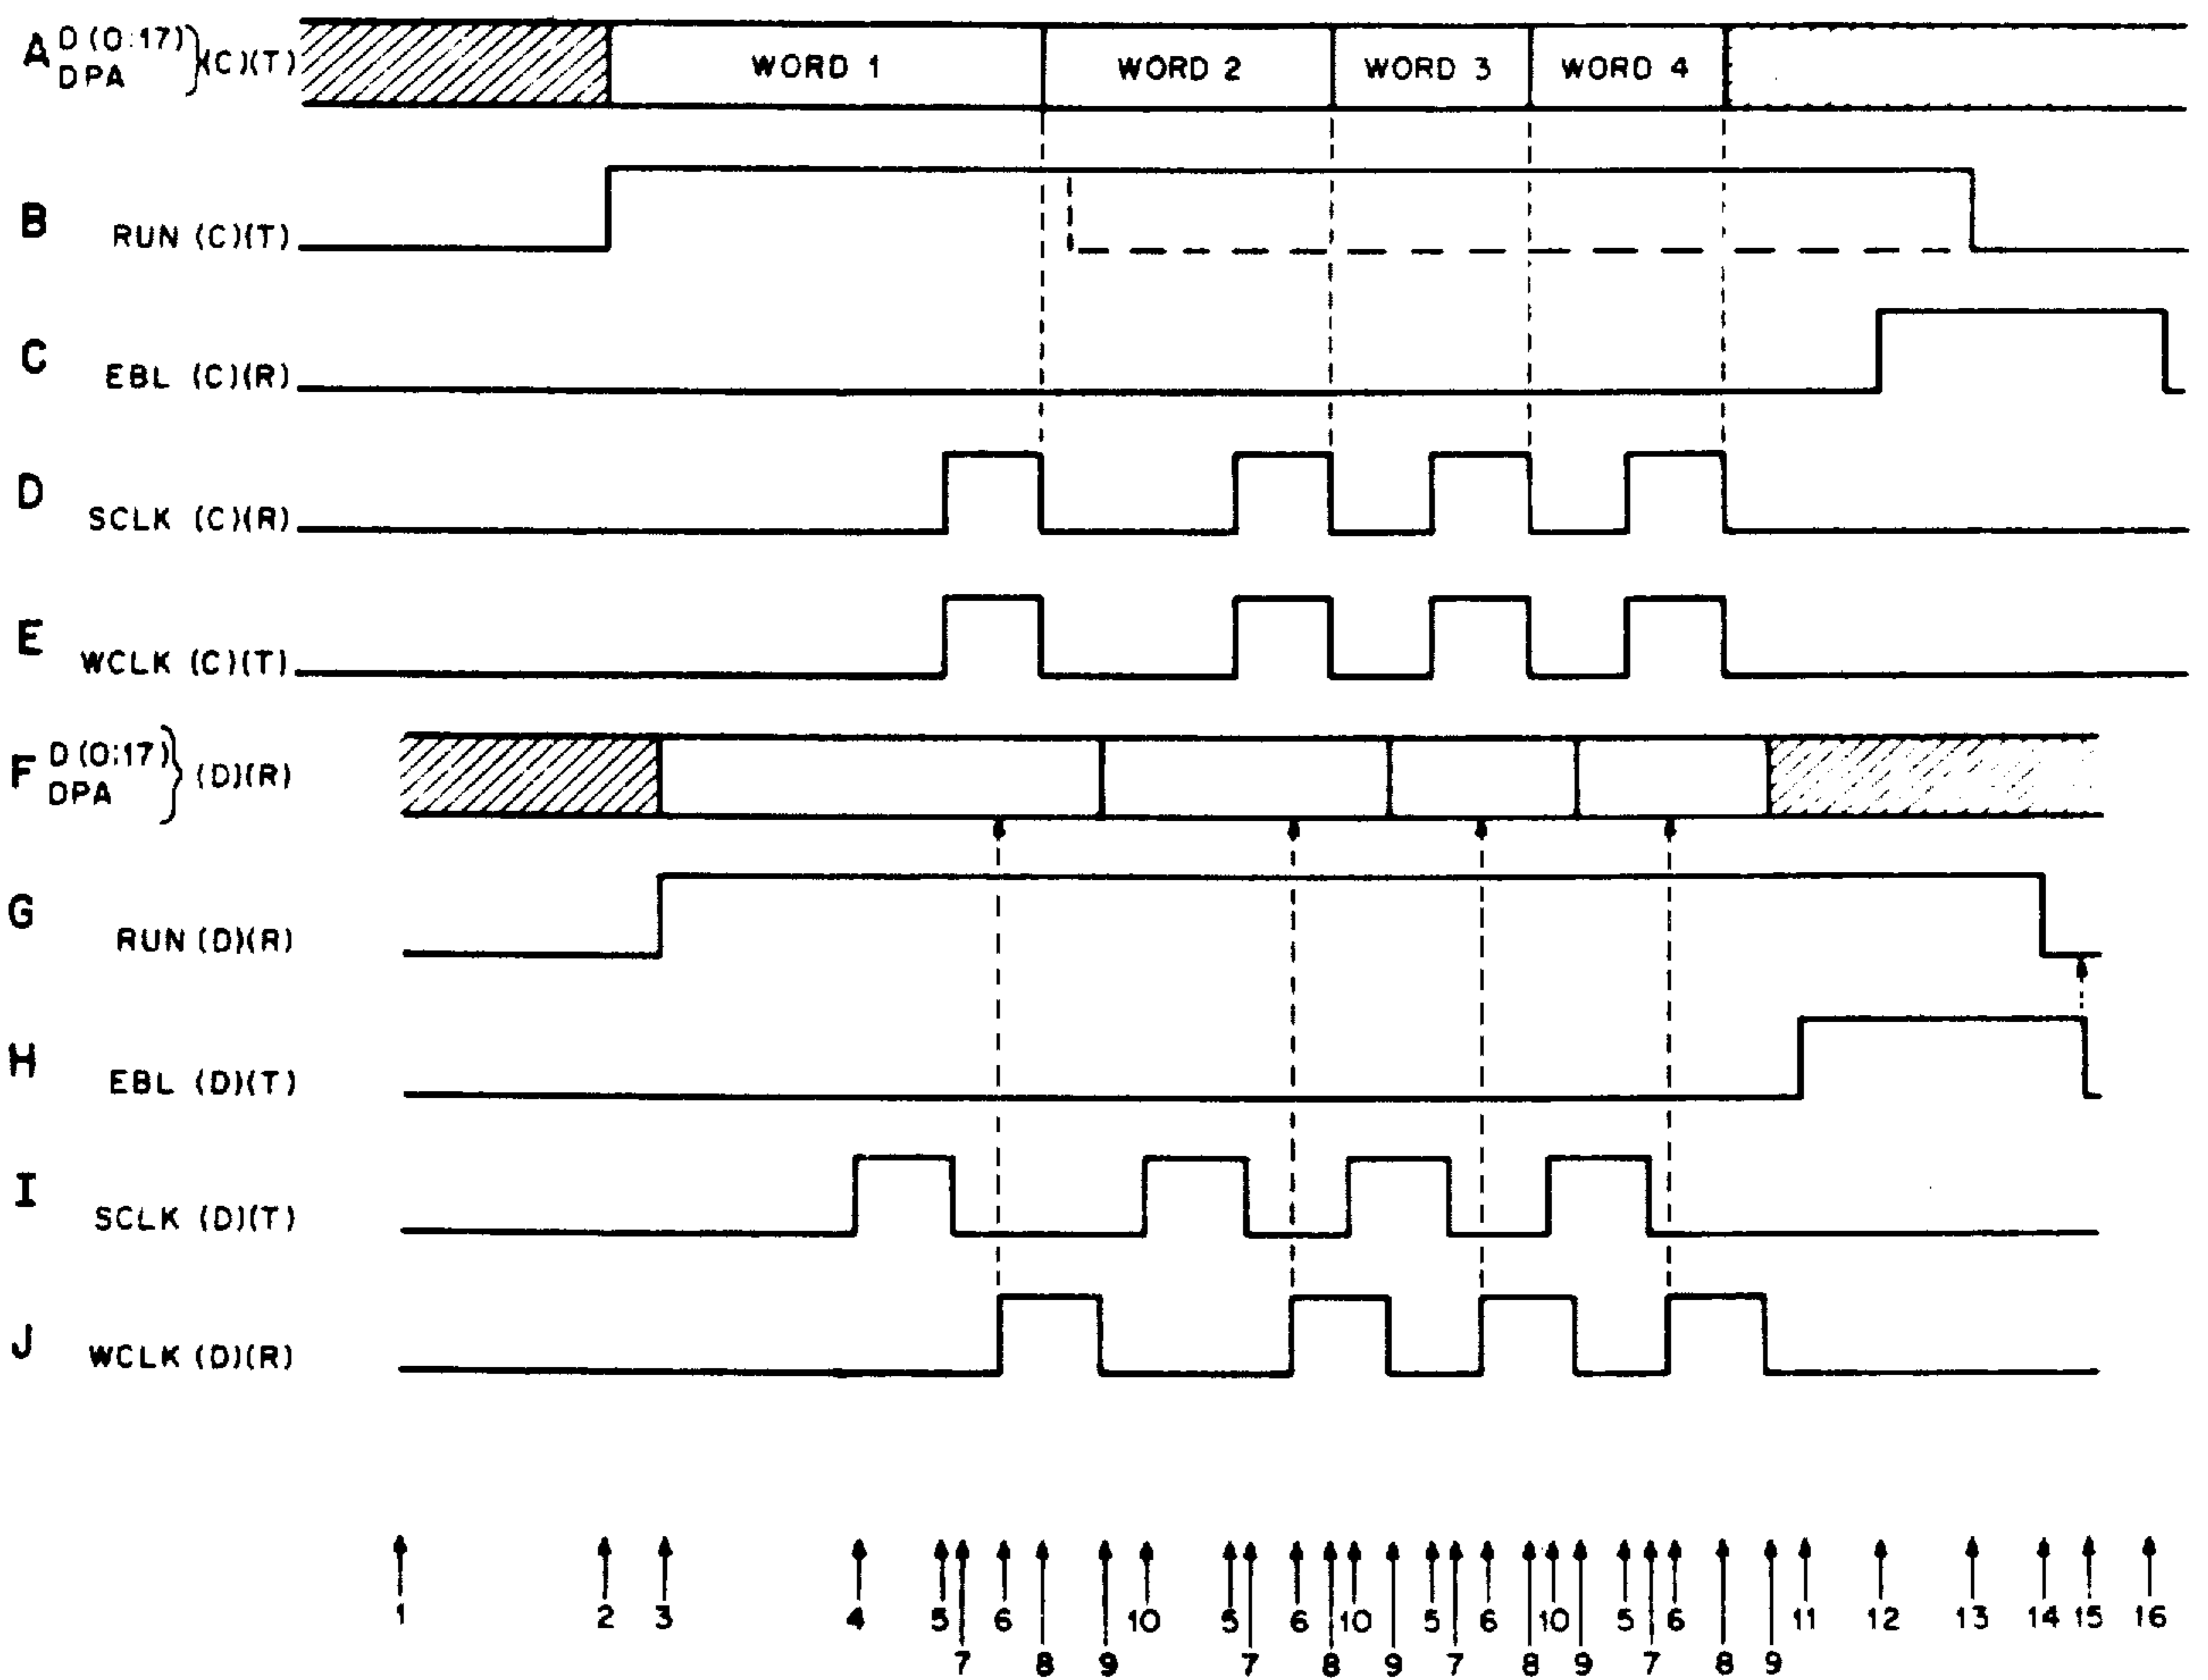 A D (0:17) } (C)(T)
DPA
WORD 1 WORD 2 WORD 3 WORD 4
B RUN (C)(T)
C EBL (C)(R)
D SCLK (C)(R)
E WCLK (C)(T)
F D (0:17) } (D)(R)
DPA
G RUN (D)(R)
H EBL (D)(T)
I SCLK (D)(T)
J WCLK (D)(R)
1 2 3 4 5 6 10 5 6 10 5 6 10 5 6 11 12 13 14 15 16
7 8 9 7 8 9 7 8 9 7 8 9